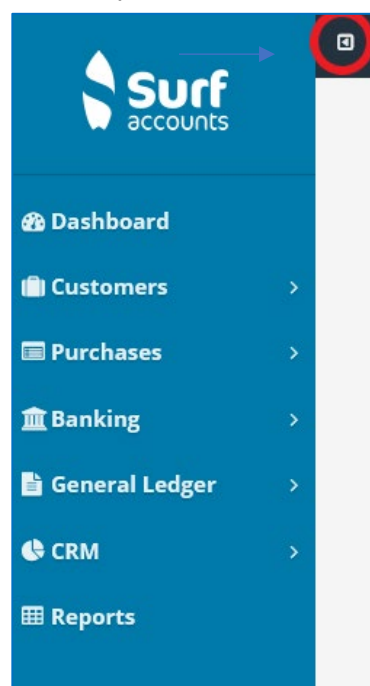 Surf
accounts
Dashboard
Customers
Purchases
Banking
General Ledger
CRM
Reports